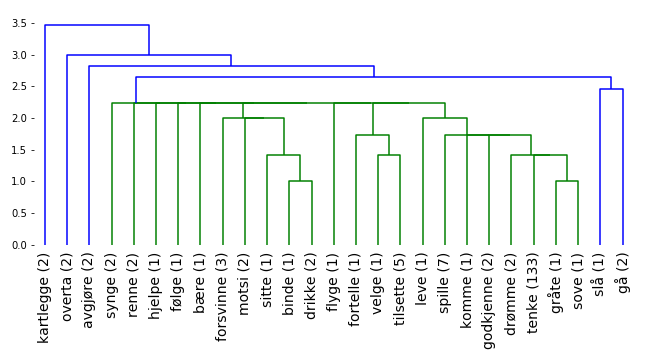 3.5
3.0
2.5
2.0
1.5
1.0
0.5
0.0
kartlegge (2)
overta (2)
avgjøre (2)
synge (2)
renne (2)
hjelpe (1)
følge (1)
bære (1)
forsvinne (3)
motsi (2)
sitte (1)
binde (1)
drikke (2)
flyge (1)
fortelle (1)
velge (1)
tilsette (5)
leve (1)
spille (7)
komme (1)
godkjenne (2)
drømme (2)
tenke (133)
gråte (1)
sove (1)
slå (1)
gå (2)